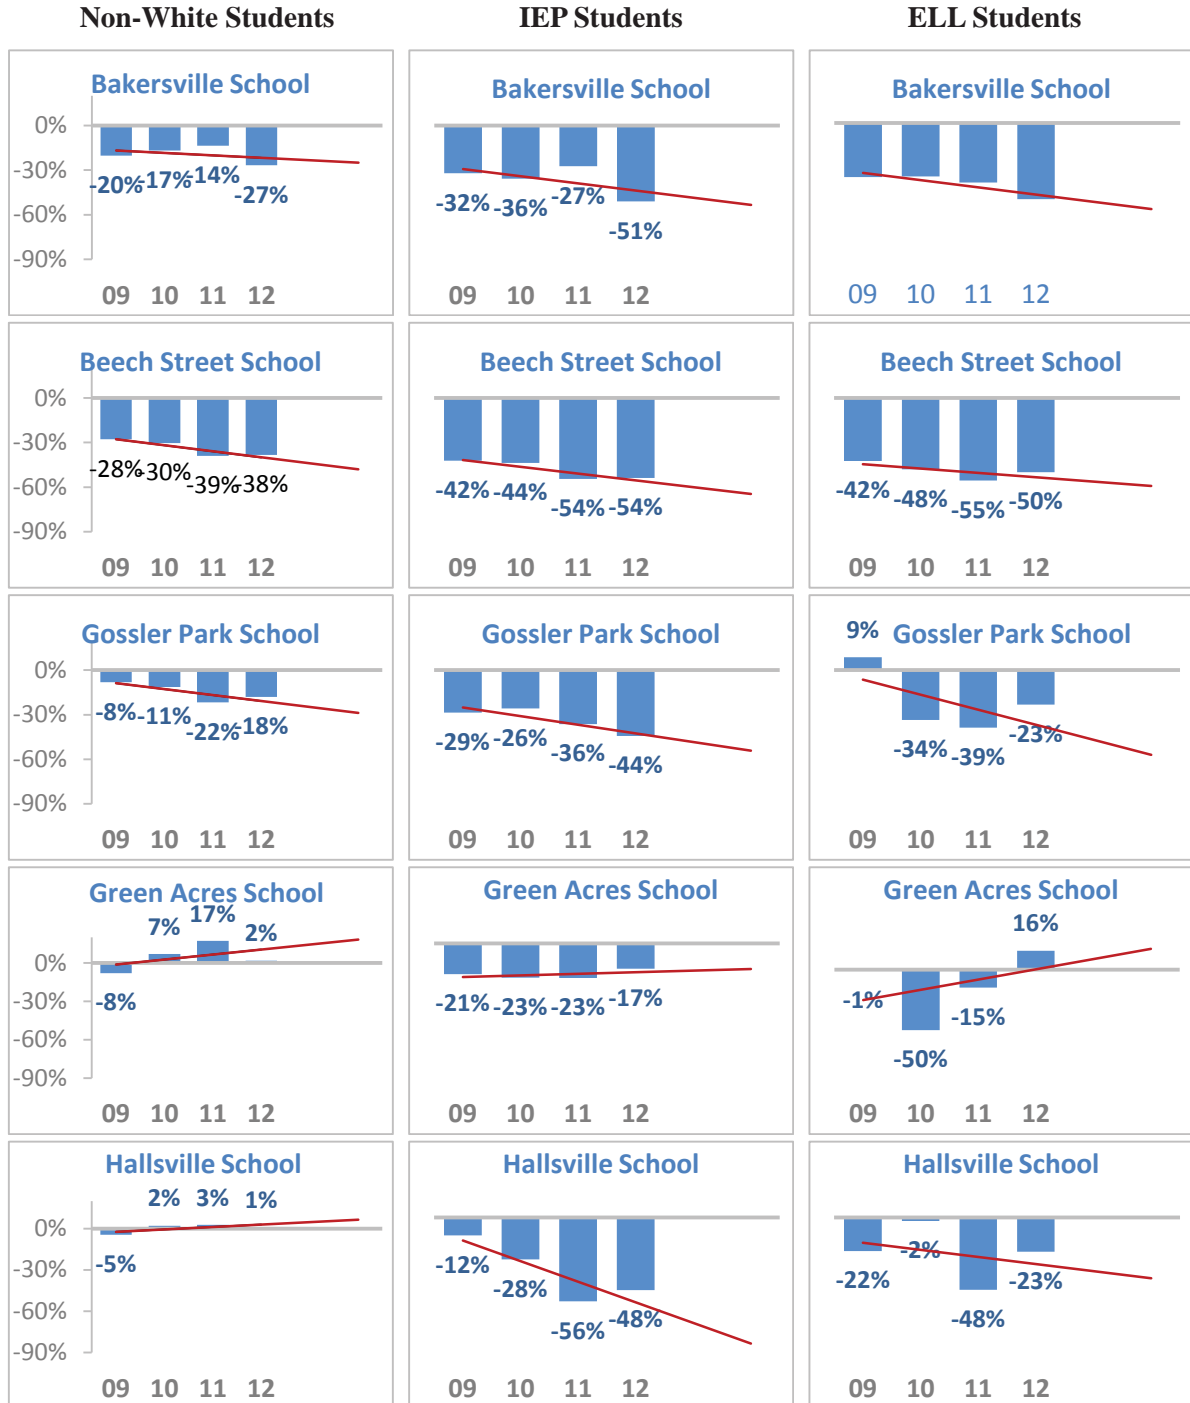 Non-White Students IEP Students ELL Students
Bakersville School Bakersville School Bakersville School
0%
-30%
-60%
-90%
-20% -17% -14% -27%
-32% -36% -27% -51%
09 10 11 12 09 10 11 12 09 10 11 12
Beech Street School Beech Street School Beech Street School
0%
-30%
-60%
-90%
-28% -30% -39% -38%
-42% -44% -54% -54%
-42% -48% -55% -50%
09 10 11 12 09 10 11 12 09 10 11 12
Gossler Park School Gossler Park School Gossler Park School
0%
-30%
-60%
-90%
-8% -11% -22% -18%
-29% -26% -36% -44%
9% -34% -39% -23%
09 10 11 12 09 10 11 12 09 10 11 12
Green Acres School Green Acres School Green Acres School
0%
-30%
-60%
-90%
-8% 7% 17% 2%
-21% -23% -23% -17%
-1% -50% -15% 16%
09 10 11 12 09 10 11 12 09 10 11 12
Hallsville School Hallsville School Hallsville School
0%
-30%
-60%
-90%
-5% 2% 3% 1%
-12% -28% -56% -48%
-22% -2% -48% -23%
09 10 11 12 09 10 11 12 09 10 11 12